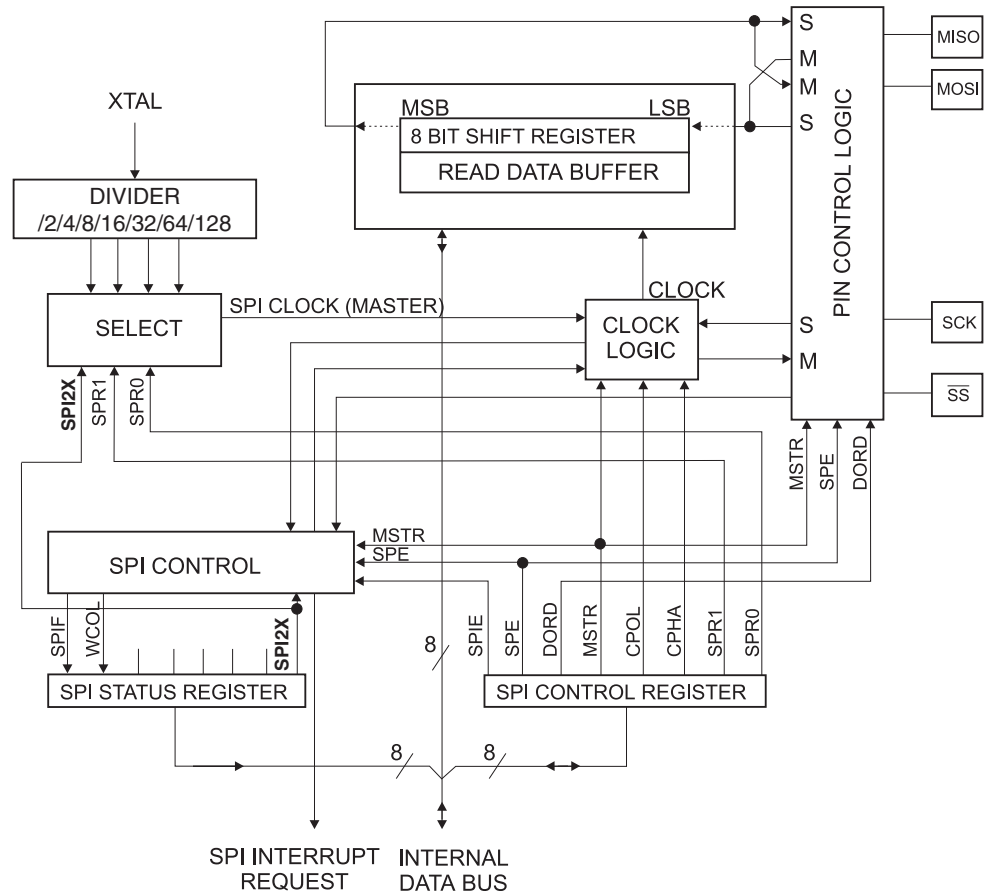 S
MISO
M
M
MOSI
XTAL
MSB
LSB
S
8 BIT SHIFT REGISTER
READ DATA BUFFER
DIVIDER
/2/4/8/16/32/64/128
PIN CONTROL LOGIC
SPI CLOCK (MASTER)
CLOCK
SELECT
CLOCK
LOGIC
S
SCK
M
SPI2X
SPR1
SPR0
SS
MSTR
SPE
DORD
MSTR
SPE
SPI CONTROL
SPIF
WCOL
SPI2X
8
SPIE
SPE
DORD
MSTR
CPOL
CPHA
SPR1
SPR0
SPI STATUS REGISTER
SPI CONTROL REGISTER
8
8
SPI INTERRUPT
REQUEST
INTERNAL
DATA BUS